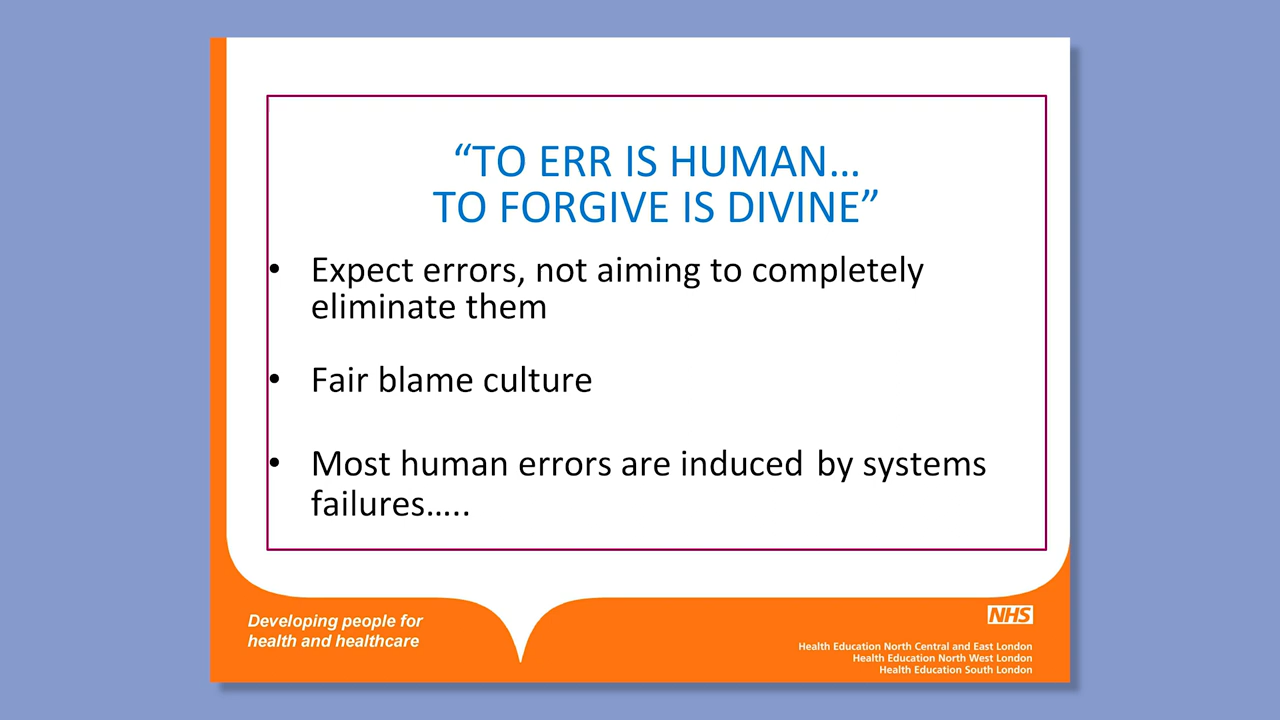 “TO ERR IS HUMAN…
TO FORGIVE IS DIVINE”
• Expect errors, not aiming to completely
eliminate them
• Fair blame culture
• Most human errors are induced by systems
failures…..
Developing people for
health and healthcare
NHS
Health Education North Central and East London
Health Education North West London
Health Education South London